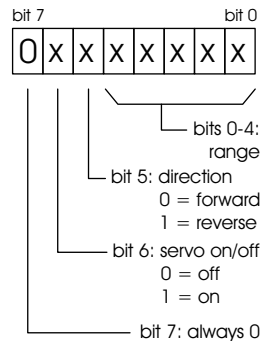 bit 7 bit 0
0 x x x x x x x
bits 0-4:
range
bit 5: direction
0 = forward
1 = reverse
bit 6: servo on/off
0 = off
1 = on
bit 7: always 0